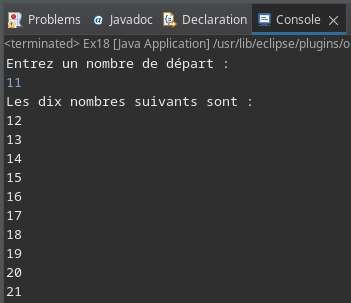 Problems Javadoc Declaration Console
<terminated> Ex18 [Java Application] /usr/lib/eclipse/plugins/o
Entrez un nombre de départ :
11
Les dix nombres suivants sont :
12
13
14
15
16
17
18
19
20
21